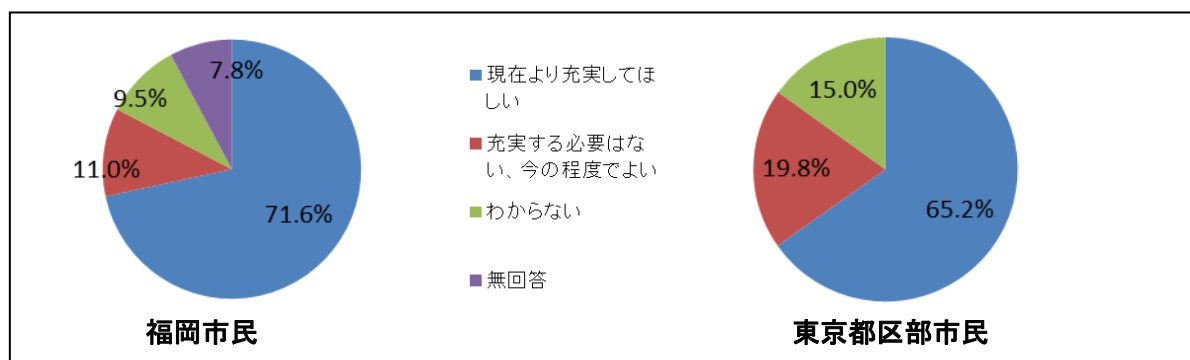 7.8%
9.5%
11.0%
71.6%
福岡市民
現在より充実してほ
しい
充実する必要はな
い、今の程度でよい
わからない
無回答
15.0%
19.8%
65.2%
東京都区部市民